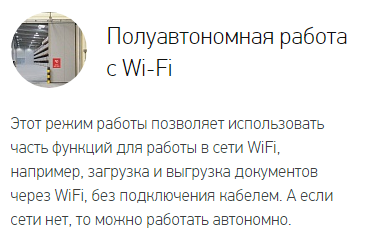 Полуавтономная работа
с Wi-Fi
Этот режим работы позволяет использовать
часть функций для работы в сети WiFi,
например, загрузка и выгрузка документов
через WiFi, без подключения кабелем. А если
сети нет, то можно работать автономно.